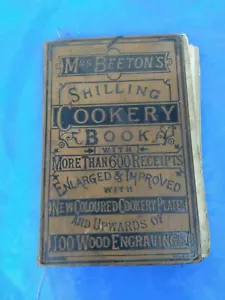 MRS BEETON'S
SHILLING
COOKERY
BOOK
WITH
MORE THAN 600 RECEIPTS
ENLARGED & IMPROVED
WITH
NEW COLOURED COOKERY PLATES
AND UPWARDS OF
100 WOOD ENGRAVINGS